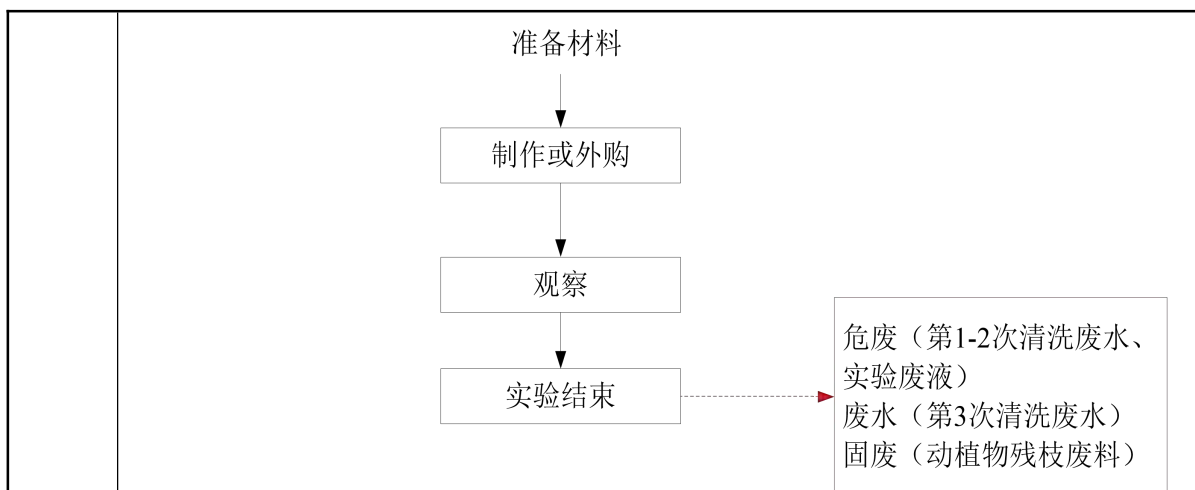 准备材料
制作或外购
观察
实验结束
危废（第1-2次清洗废水、
实验废液）
废水（第3次清洗废水）
固废（动植物残枝废料）